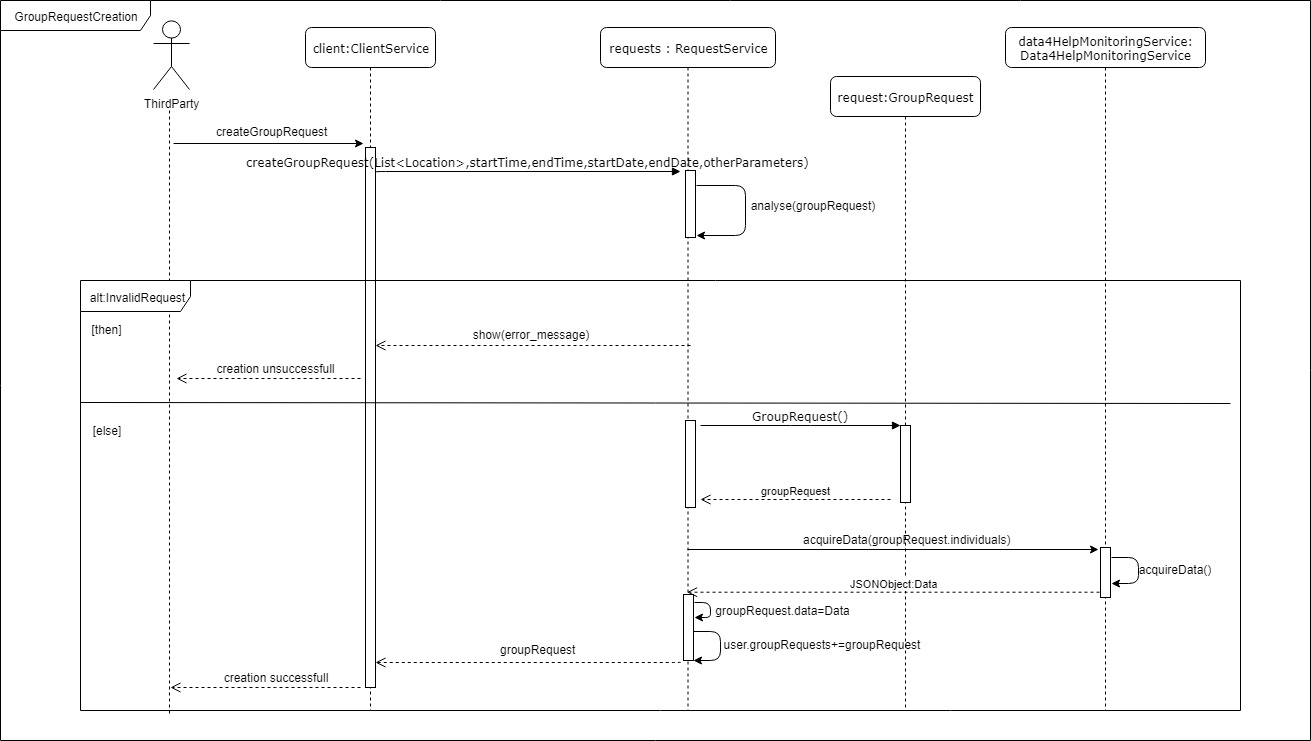 GroupRequestCreation
client:ClientService
requests : RequestService
data4HelpMonitoringService:
Data4HelpMonitoringService
request:GroupRequest
ThirdParty
createGroupRequest
createGroupRequest(List<Location>,startTime,endTime,startDate,endDate,otherParameters)
analyse(groupRequest)
alt:InvalidRequest
[then]
show(error_message)
creation unsuccessfull
[else]
GroupRequest()
groupRequest
acquireData(groupRequest.individuals)
acquireData()
JSONObject:Data
groupRequest.data=Data
user.groupRequests+=groupRequest
groupRequest
creation successfull